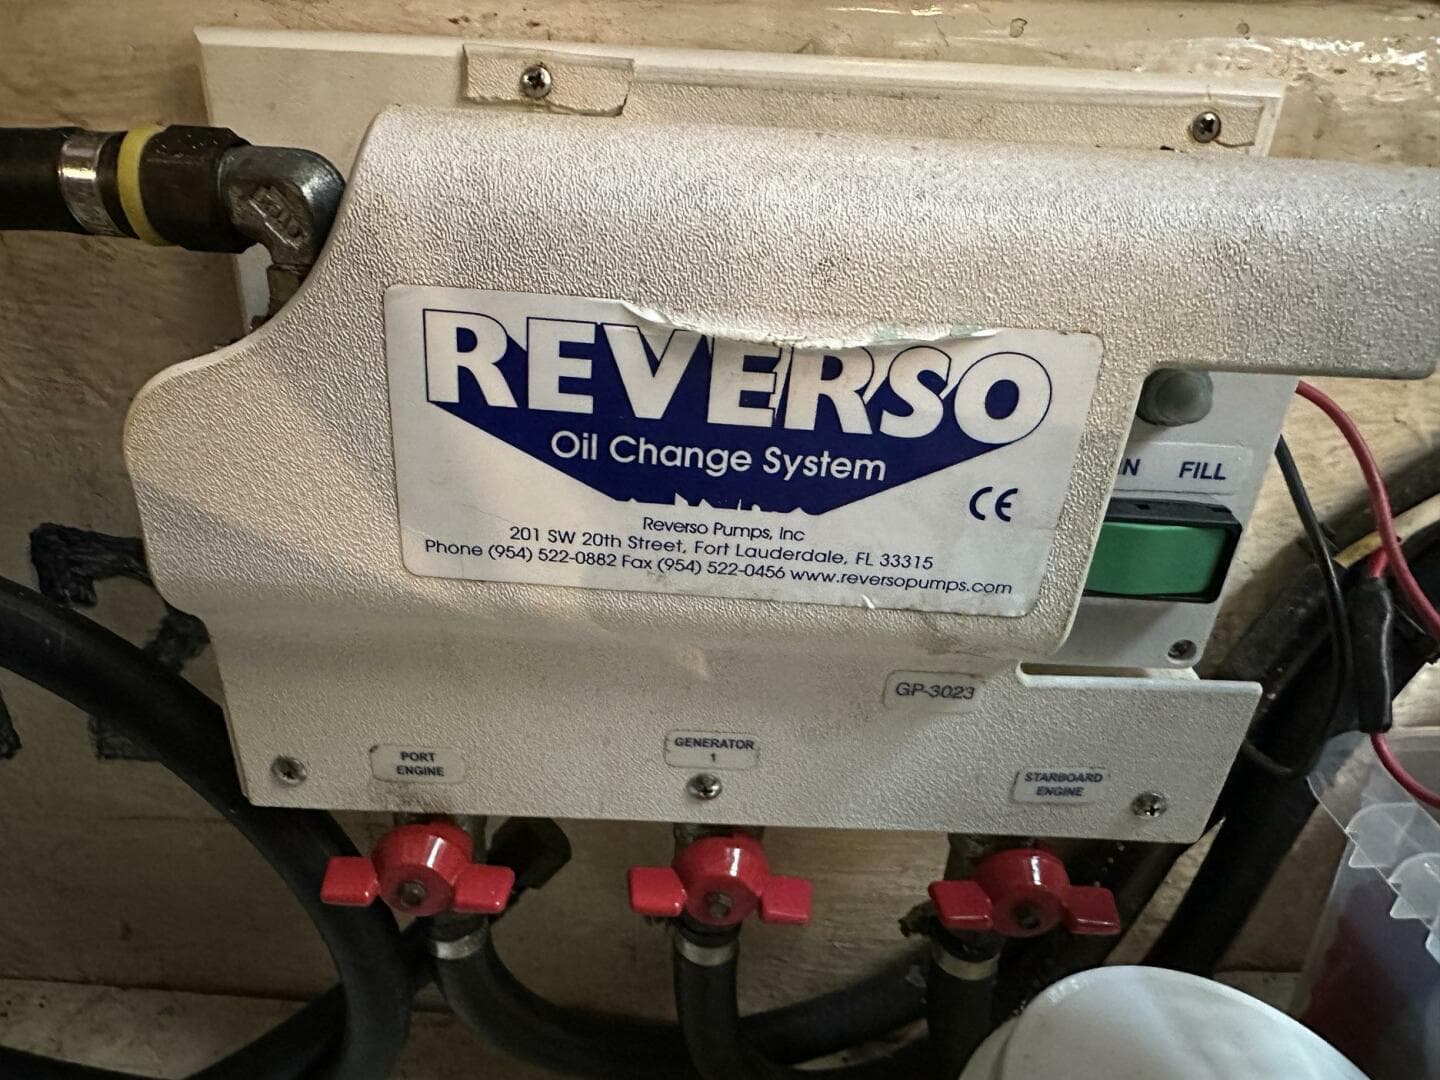 REVERSO
Oil Change System
CE
Reverso Pumps, Inc
201 SW 20th Street, Fort Lauderdale, FL 33315
Phone (954) 522-0882 Fax (954) 522-0456 www.reversopumps.com
FILL
GP-3023
PORT
ENGINE
GENERATOR
1
STARBOARD
ENGINE